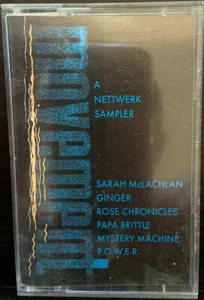 movement.
A
NETTWERK
SAMPLER
SARAH McLACHLAN
GINGER
ROSE CHRONICLES
PAPA BRITTLE
MYSTERY MACHINE
P.O.W.E.R.